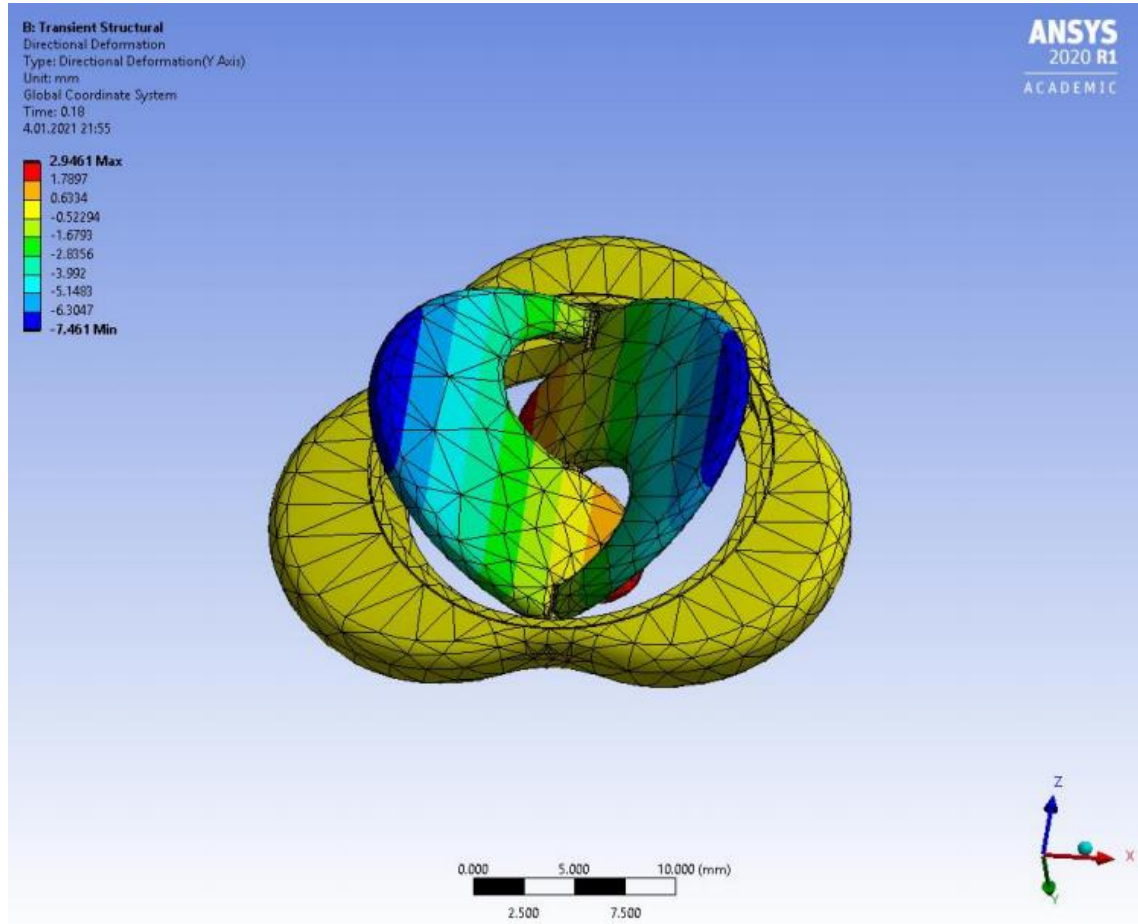 B: Transient Structural
Directional Deformation
Type: Directional Deformation(Y Axis)
Unit: mm
Global Coordinate System
Time: 0.18
4.01.2021 21:55
2.9461 Max
1.7897
0.6334
-0.52294
-1.6793
-2.8356
-3.992
-5.1483
-6.3047
-7.461 Min
ANSYS
2020 R1
ACADEMIC
Z
X
Y
0.000 5.000 10.000 (mm)
2.500 7.500